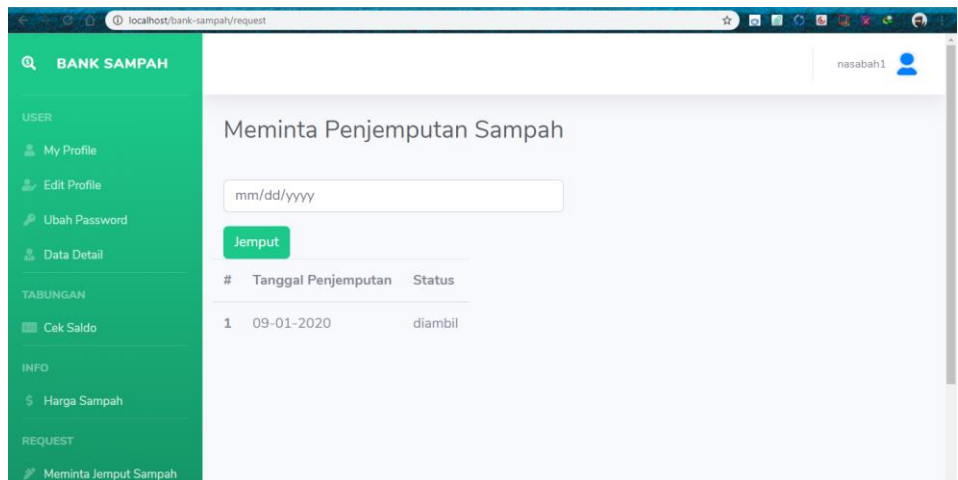 localhost/bank-sampah/request
BANK SAMPAH
nasabah1
USER
My Profile
Edit Profile
Ubah Password
Data Detail
TABUNGAN
Cek Saldo
INFO
$ Harga Sampah
REQUEST
Meminta Jemput Sampah
Meminta Penjemputan Sampah
mm/dd/yyyy
Jemput
# Tanggal Penjemputan Status
1 09-01-2020 diambil